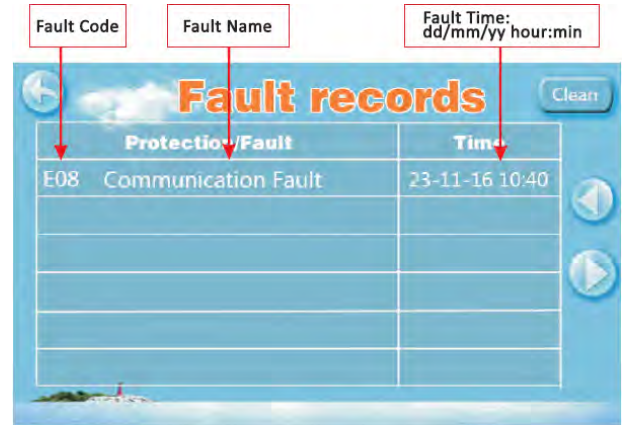 Fault Code
Fault Name
Fault Time:
dd/mm/yy hour:min
Fault records
Clean
Protection/Fault
Time
E08 Communication Fault
23-11-16 10:40